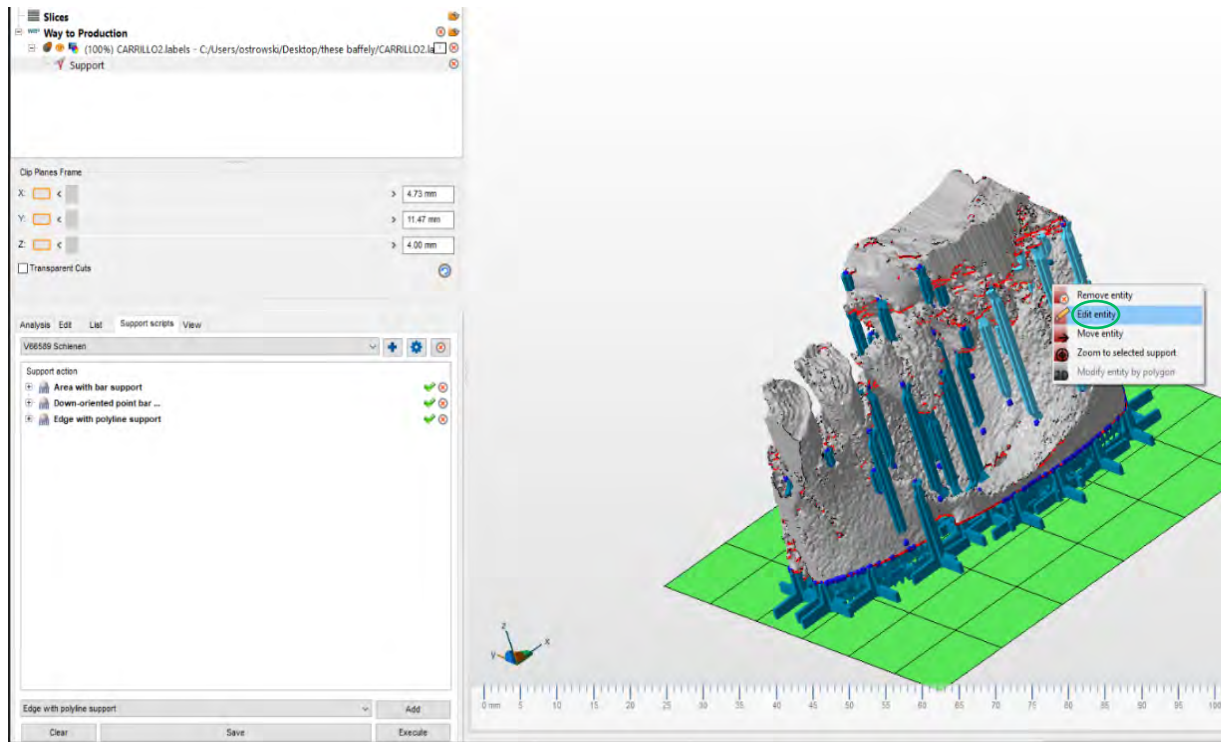 Slices
Way to Production
(100%) CARRILLO2.labels - C:/Users/ostrowski/Desktop/these baffely/CARRILLO2.la
Support
Clip Planes Frame
X: < > 4.73 mm
Y: < > 11.47 mm
Z: < > 4.00 mm
Transparent Cuts
Analysis Edit List Support scripts View
V66589 Schienen
Support action
Area with bar support
Down-oriented point bar ...
Edge with polyline support
Edge with polyline support Add
Clear Save Execute
Remove entity
Edit entity
Move entity
Zoom to selected support
Modify entity by polygon
z
y x
0 mm 5 10 15 20 25 30 35 40 45 50 55 60 65 70 75 80 85 90 95 100